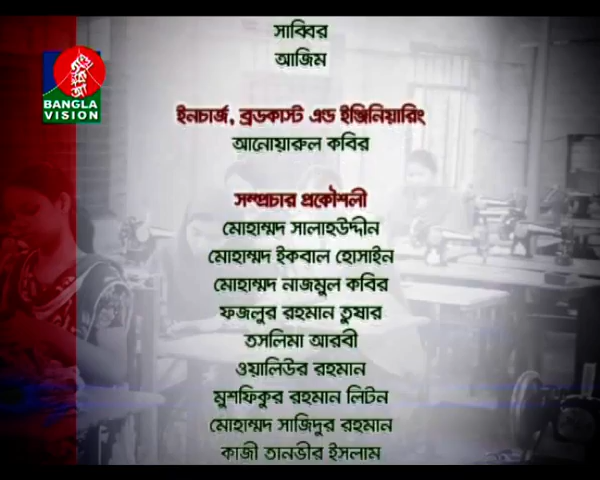 সাব্বির
আজিম
BANGLA
VISION
ইনচার্জ, ব্রডকাস্ট এন্ড ইঞ্জিনিয়ারিং
আনোয়ারুল কবির
সম্প্রচার প্রকৌশলী
মোহাম্মদ সালাহউদ্দীন
মোহাম্মদ ইকবাল হোসাইন
মোহাম্মদ নাজমুল কবির
ফজলুর রহমান তুষার
তসলিমা আরবী
ওয়ালিউর রহমান
মুশফিকুর রহমান লিটন
মোহাম্মদ সাজিদুর রহমান
কাজী তানভীর ইসলাম